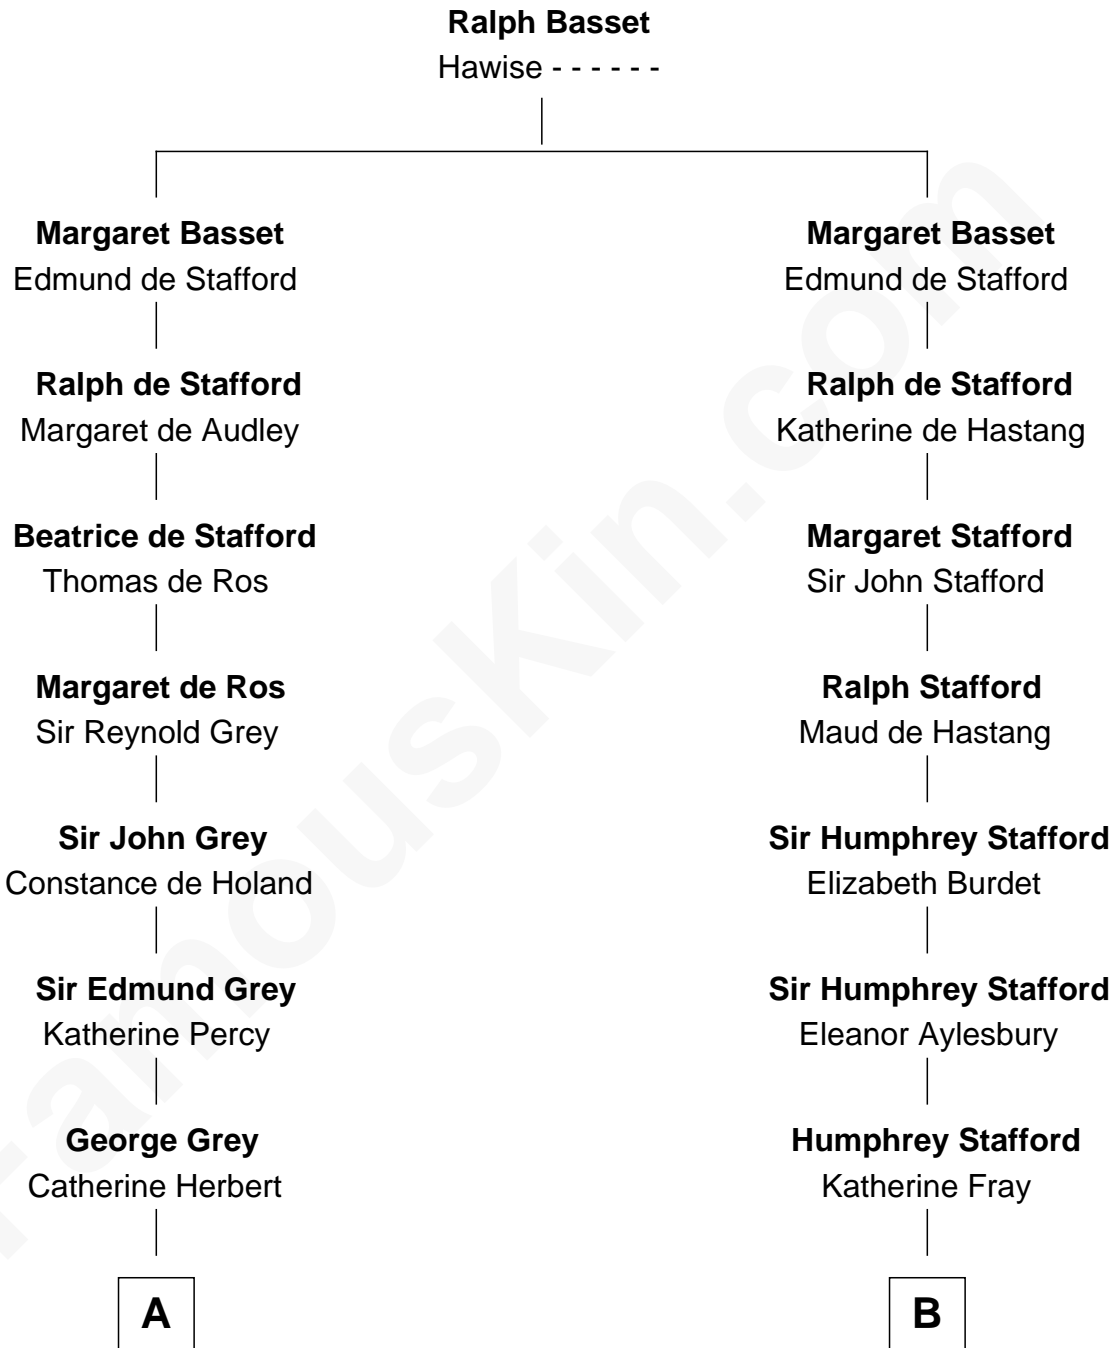 Ralph Basset
Hawise - - - - - -
Margaret Basset
Edmund de Stafford
Margaret Basset
Edmund de Stafford
Ralph de Stafford
Margaret de Audley
Ralph de Stafford
Katherine de Hastang
Beatrice de Stafford
Thomas de Ros
Margaret Stafford
Sir John Stafford
Margaret de Ros
Sir Reynold Grey
Ralph Stafford
Maud de Hastang
Sir John Grey
Constance de Holand
Sir Humphrey Stafford
Elizabeth Burdet
Sir Edmund Grey
Katherine Percy
Sir Humphrey Stafford
Eleanor Aylesbury
George Grey
Catherine Herbert
Humphrey Stafford
Katherine Fray
A
B
FamousKin.com